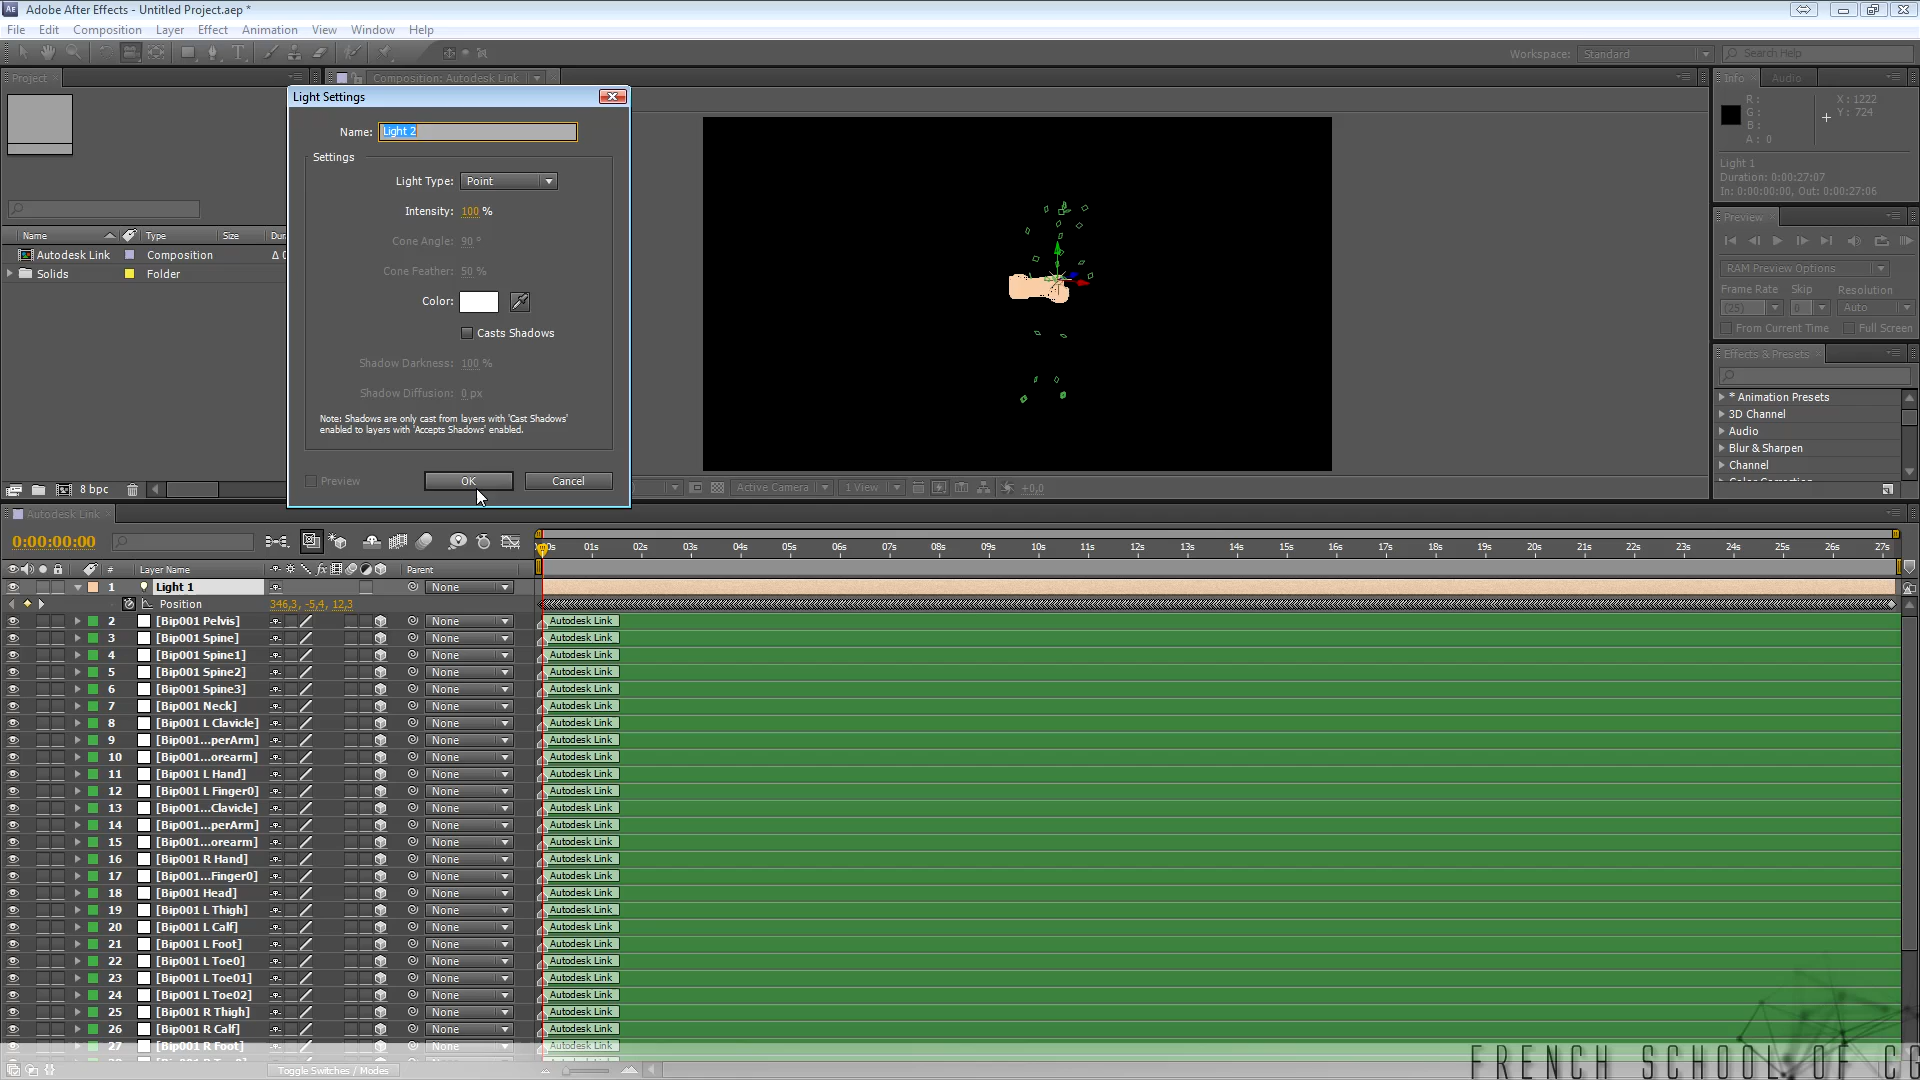 Adobe After Effects - Untitled Project.aep *
File Edit Composition Layer Effect Animation View Window Help
Workspace: Standard Search Help
Project
Composition: Autodesk Link
Info Audio
R : X : 1222
G : Y : 724
B :
A : 0
Light 1
Duration: 0:00:27:07
In: 0:00:00:00, Out: 0:00:27:06
Preview
RAM Preview Options
Frame Rate Skip Resolution
(25) 0 Auto
From Current Time Full Screen
Effects & Presets
* Animation Presets
3D Channel
Audio
Blur & Sharpen
Channel
Color Correction
Light Settings
Name: Light 2
Settings
Light Type: Point
Intensity: 100 %
Cone Angle: 90 °
Cone Feather: 50 %
Color:
Casts Shadows
Shadow Darkness: 100 %
Shadow Diffusion: 0 px
Note: Shadows are only cast from layers with 'Cast Shadows'
enabled to layers with 'Accepts Shadows' enabled.
Preview OK Cancel
Name Type Size
Autodesk Link Composition
Solids Folder
8 bpc
Active Camera 1 View +0,0
Autodesk Link
0:00:00:00
01s 02s 03s 04s 05s 06s 07s 08s 09s 10s 11s 12s 13s 14s 15s 16s 17s 18s 19s 20s 21s 22s 23s 24s 25s 26s 27s
# Layer Name Parent
1 Light 1 None
Position 346,3, -5,4, 12,3
2 [Bip001 Pelvis] None Autodesk Link
3 [Bip001 Spine] None Autodesk Link
4 [Bip001 Spine1] None Autodesk Link
5 [Bip001 Spine2] None Autodesk Link
6 [Bip001 Spine3] None Autodesk Link
7 [Bip001 Neck] None Autodesk Link
8 [Bip001 L Clavicle] None Autodesk Link
9 [Bip001...perArm] None Autodesk Link
10 [Bip001...orearm] None Autodesk Link
11 [Bip001 L Hand] None Autodesk Link
12 [Bip001 L Finger0] None Autodesk Link
13 [Bip001...Clavicle] None Autodesk Link
14 [Bip001...perArm] None Autodesk Link
15 [Bip001...orearm] None Autodesk Link
16 [Bip001 R Hand] None Autodesk Link
17 [Bip001...Finger0] None Autodesk Link
18 [Bip001 Head] None Autodesk Link
19 [Bip001 L Thigh] None Autodesk Link
20 [Bip001 L Calf] None Autodesk Link
21 [Bip001 L Foot] None Autodesk Link
22 [Bip001 L Toe0] None Autodesk Link
23 [Bip001 L Toe01] None Autodesk Link
24 [Bip001 L Toe02] None Autodesk Link
25 [Bip001 R Thigh] None Autodesk Link
26 [Bip001 R Calf] None Autodesk Link
27 [Bip001 R Foot] None Autodesk Link
Toggle Switches / Modes
FRENCH SCHOOL OF CG